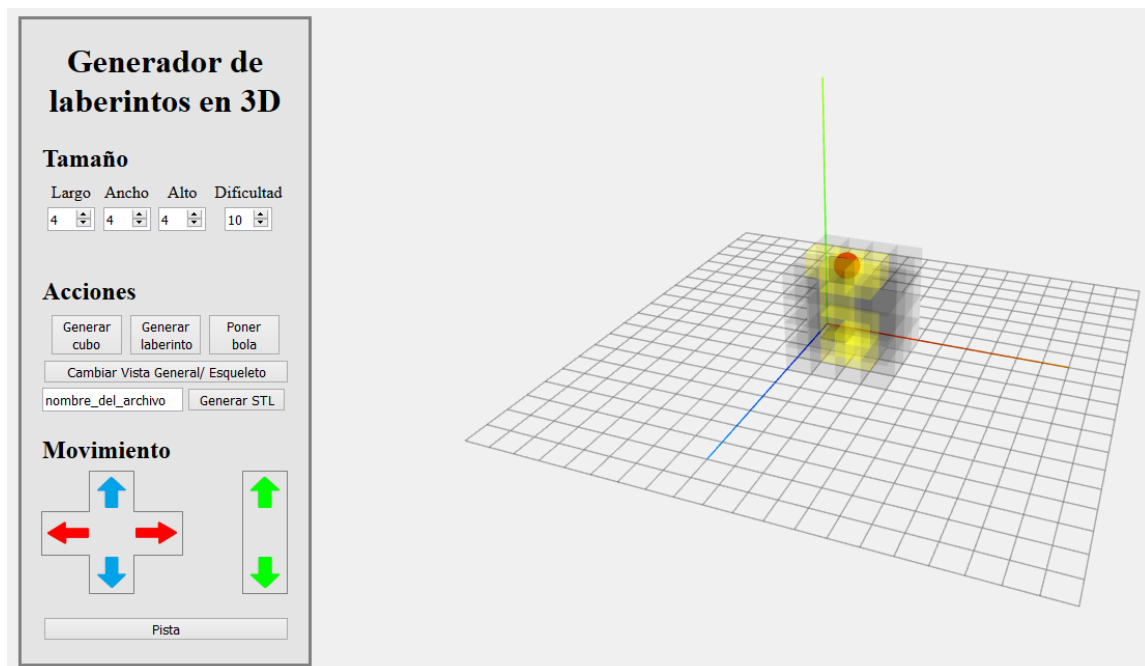 Generador de
laberintos en 3D
Tamaño
Largo Ancho Alto Dificultad
4 4 4 10
Acciones
Generar cubo
Generar laberinto
Poner bola
Cambiar Vista General/ Esqueleto
nombre_del_archivo Generar STL
Movimiento
Pista